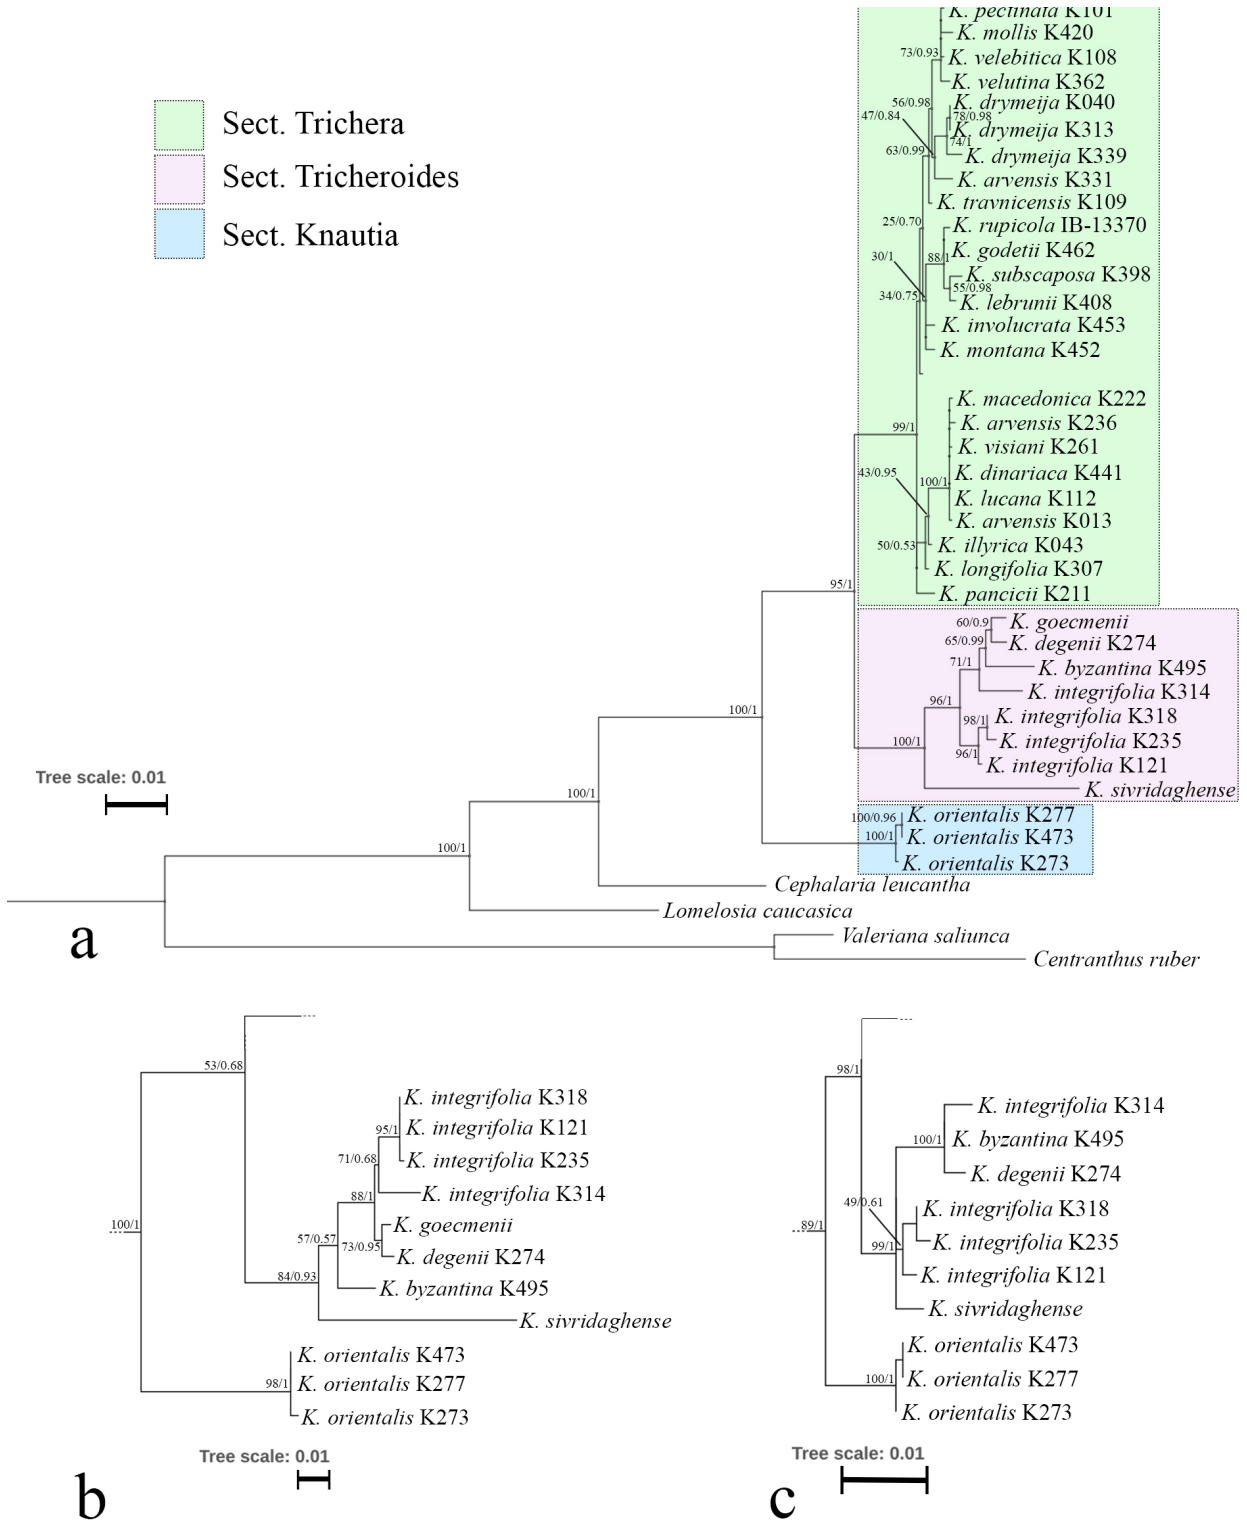 K. pectinata K101
K. mollis K420
73/0.93
K. velebitica K108
K. velutina K362
56/0.98
K. drymeija K040
47/0.84
78/0.98
K. drymeija K313
74/1
63/0.99
K. drymeija K339
K. arvensis K331
K. travnicensis K109
25/0.70
K. rupicola IB-13370
K. godetii K462
30/1
88/1
K. subscaposa K398
55/0.98
34/0.75
K. lebrunii K408
K. involucrata K453
K. montana K452
Sect. Trichera
Sect. Tricheroides
Sect. Knautia
K. macedonica K222
K. arvensis K236
99/1
K. visiani K261
43/0.95
K. dinariaca K441
100/1
K. lucana K112
K. arvensis K013
50/0.53
K. illyrica K043
K. longifolia K307
95/1
K. pancicii K211
60/0.9
K. goecmenii
65/0.99
K. degenii K274
71/1
K. byzantina K495
K. integrifolia K314
96/1
100/1
98/1
K. integrifolia K318
100/1
K. integrifolia K235
96/1
K. integrifolia K121
Tree scale: 0.01
100/1
K. sivridaghense
100/0.96
K. orientalis K277
100/1
K. orientalis K473
100/1
K. orientalis K273
Cephalaria leucantha
Lomelosia caucasica
a
Valeriana saliunca
Centranthus ruber
53/0.68
K. integrifolia K318
95/1
K. integrifolia K121
71/0.68
K. integrifolia K235
88/1
K. integrifolia K314
100/1
K. goecmenii
57/0.57
73/0.95
K. degenii K274
84/0.93
K. byzantina K495
K. sivridaghense
K. orientalis K473
98/1
K. orientalis K277
K. orientalis K273
Tree scale: 0.01
b
98/1
K. integrifolia K314
100/1
K. byzantina K495
K. degenii K274
49/0.61
K. integrifolia K318
89/1
99/1
K. integrifolia K235
K. integrifolia K121
K. sivridaghense
K. orientalis K473
100/1
K. orientalis K277
K. orientalis K273
Tree scale: 0.01
c